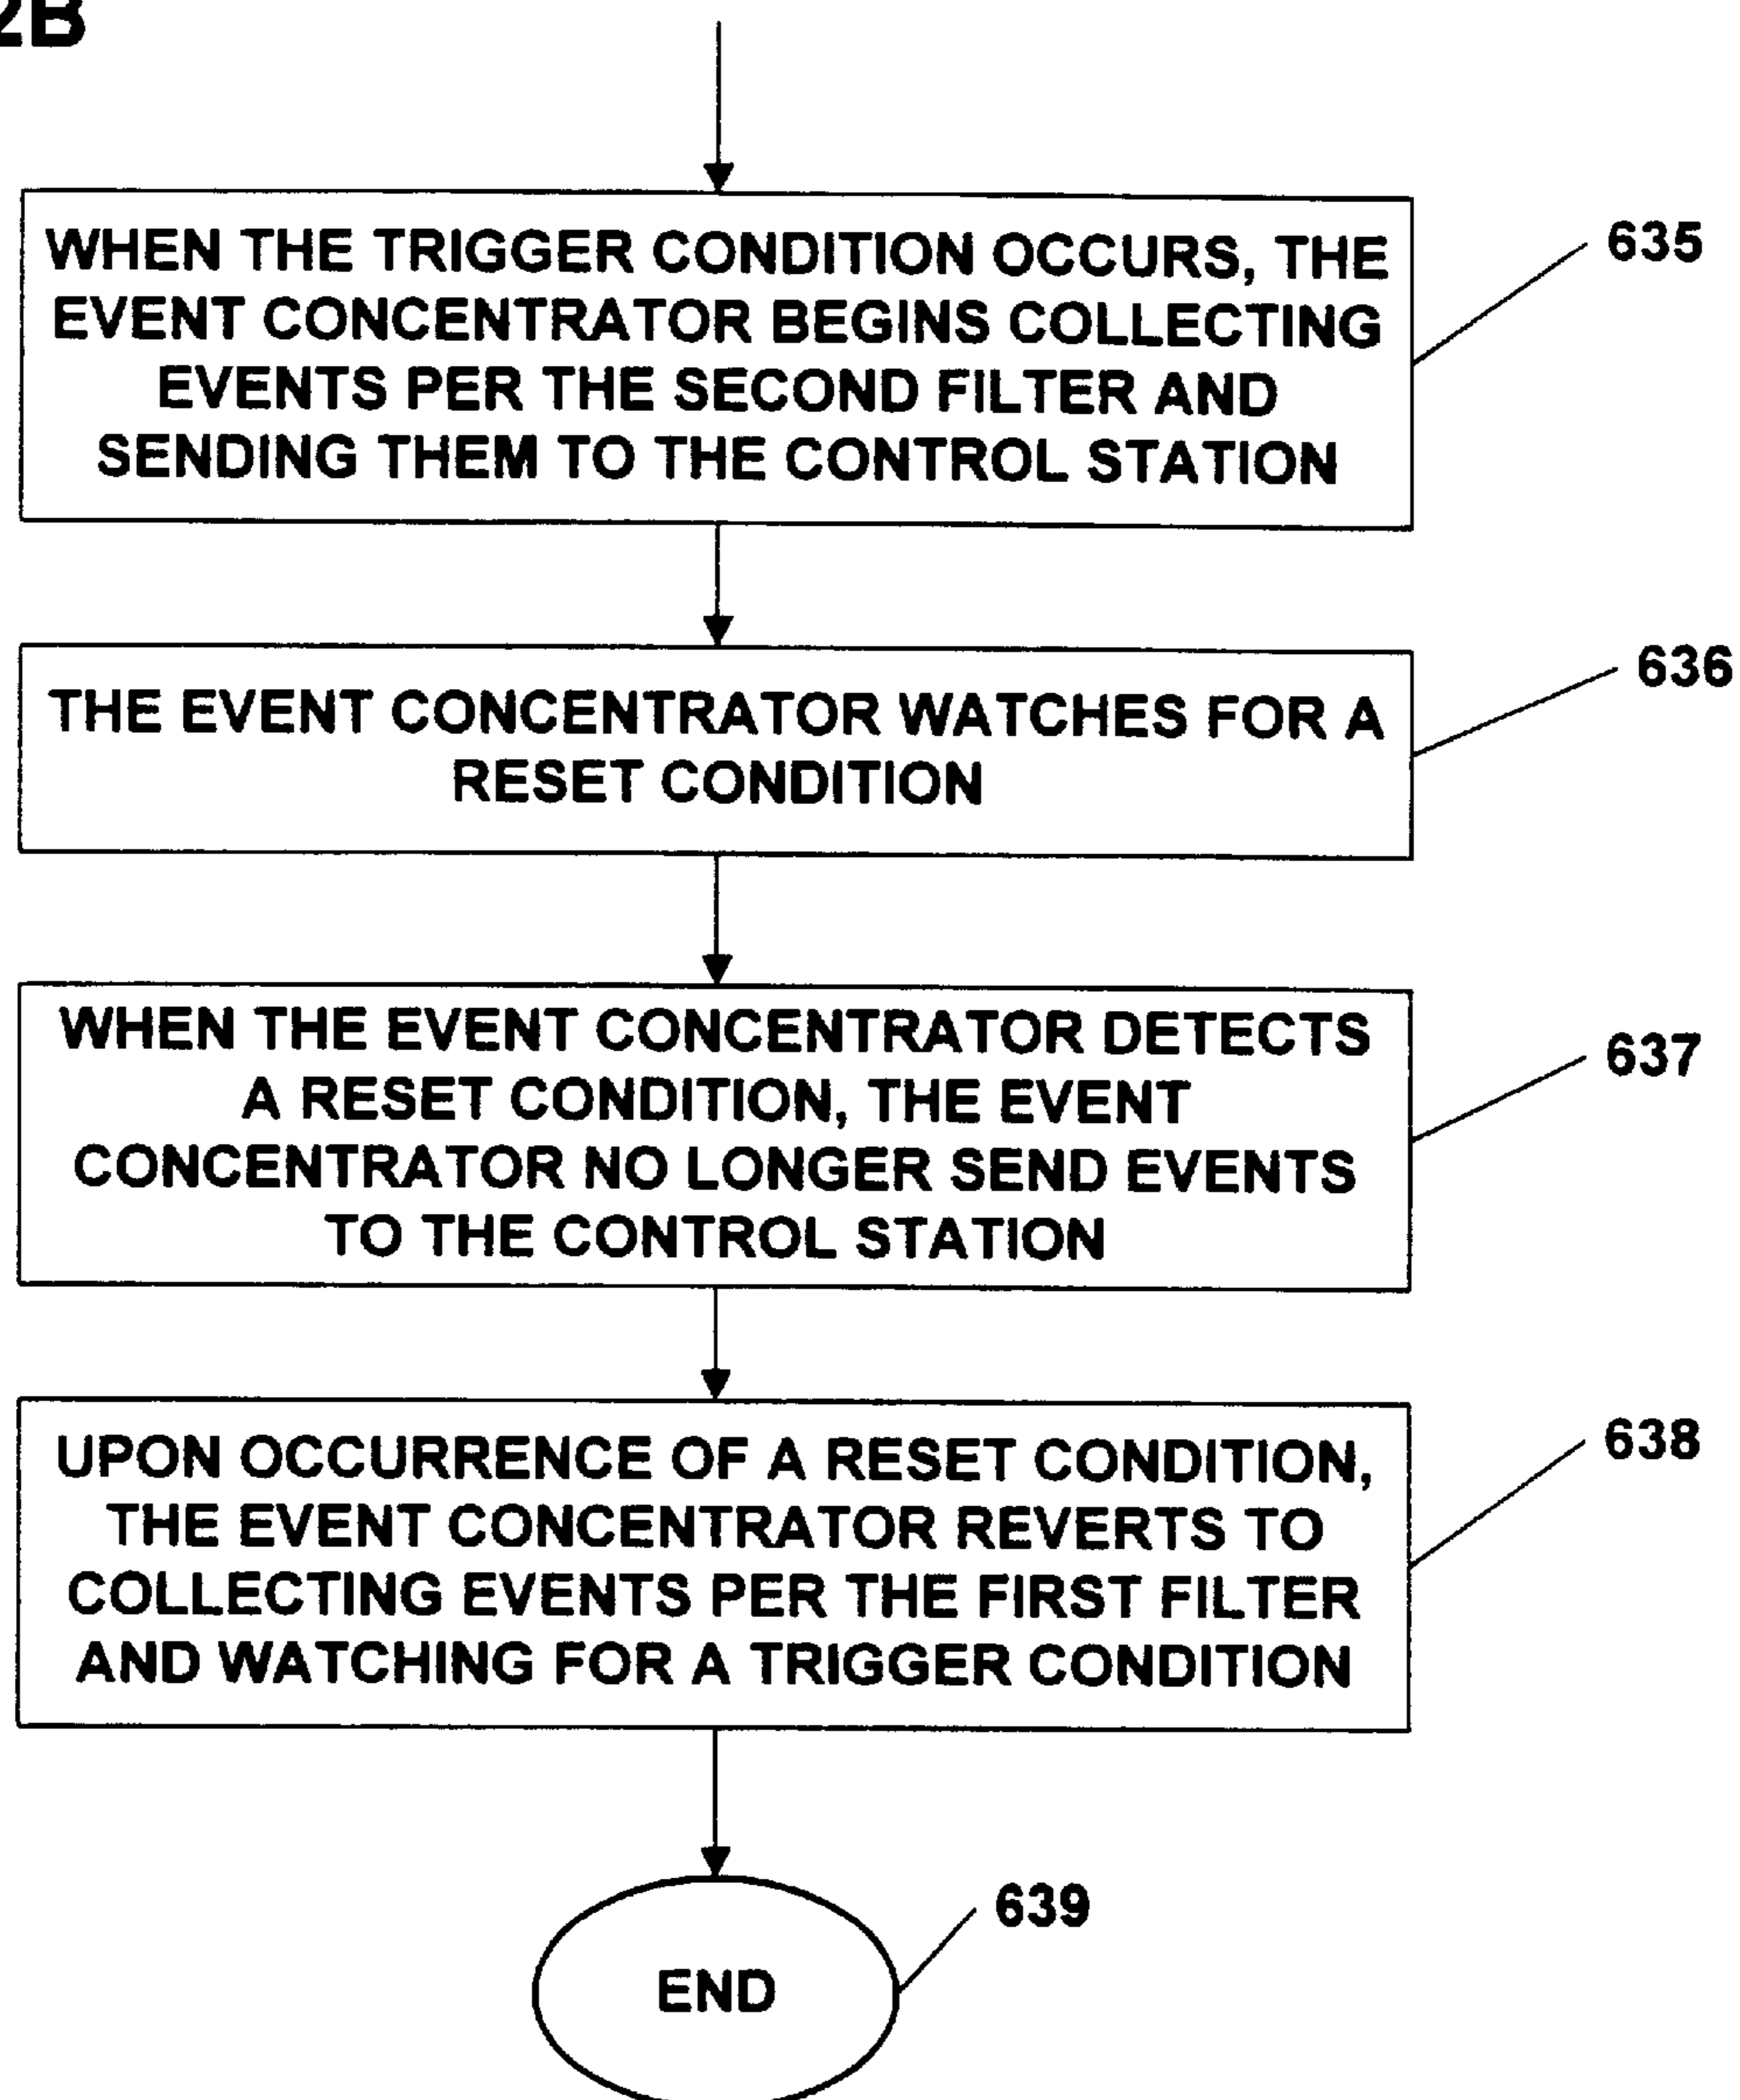 2B
WHEN THE TRIGGER CONDITION OCCURS, THE
EVENT CONCENTRATOR BEGINS COLLECTING
EVENTS PER THE SECOND FILTER AND
SENDING THEM TO THE CONTROL STATION
635
THE EVENT CONCENTRATOR WATCHES FOR A
RESET CONDITION
636
WHEN THE EVENT CONCENTRATOR DETECTS
A RESET CONDITION, THE EVENT
CONCENTRATOR NO LONGER SEND EVENTS
TO THE CONTROL STATION
637
UPON OCCURRENCE OF A RESET CONDITION,
THE EVENT CONCENTRATOR REVERTS TO
COLLECTING EVENTS PER THE FIRST FILTER
AND WATCHING FOR A TRIGGER CONDITION
638
END
639